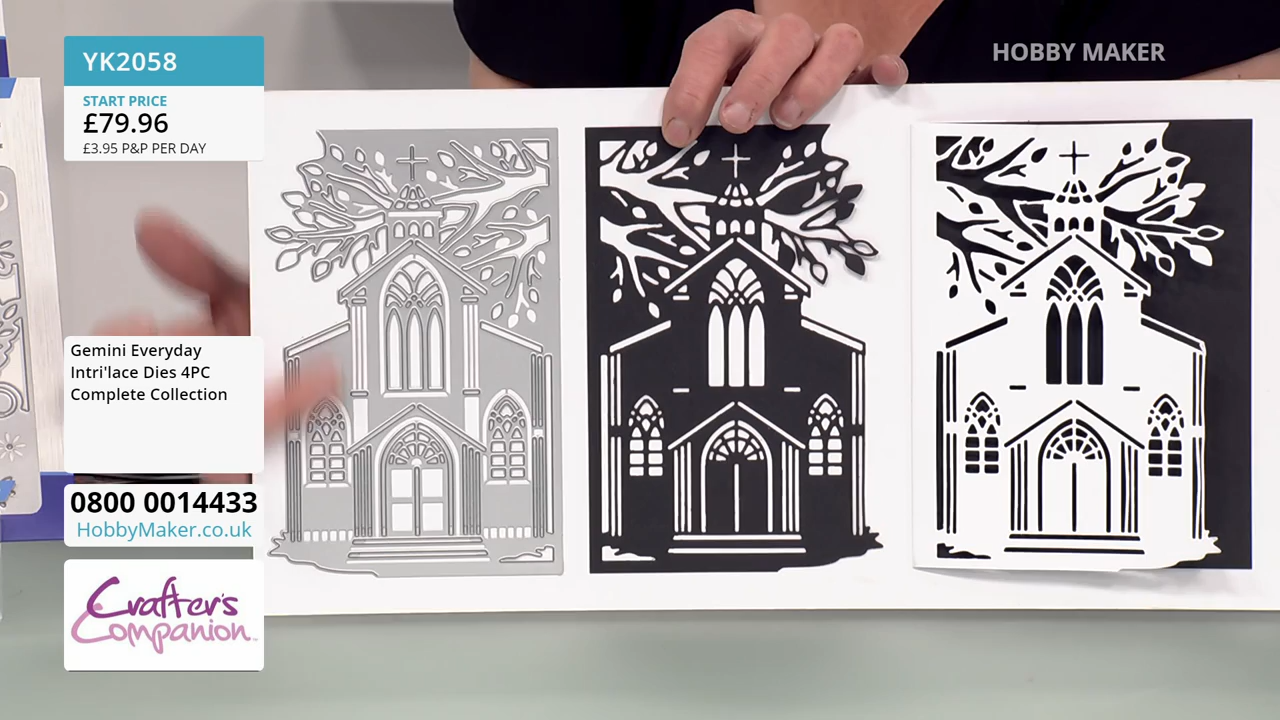 YK2058
START PRICE
£79.96
£3.95 P&P PER DAY
Gemini Everyday
Intri'lace Dies 4PC
Complete Collection
0800 0014433
HobbyMaker.co.uk
Crafter's
Companion
HOBBY MAKER